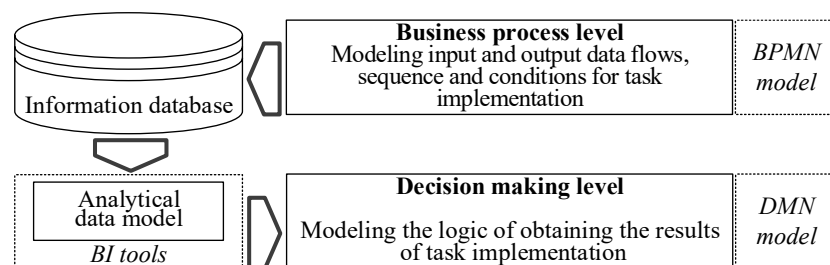 Information database
Business process level
Modeling input and output data flows,
sequence and conditions for task
implementation
BPMN
model
Analytical
data model
BI tools
Decision making level
Modeling the logic of obtaining the results
of task implementation
DMN
model